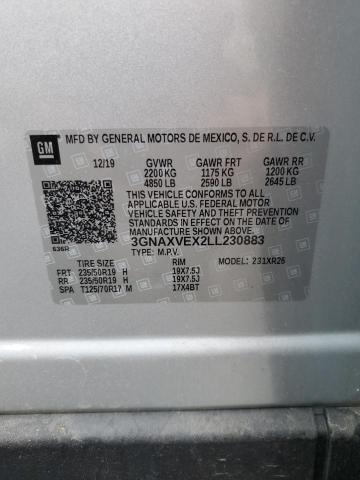 GM
MFD BY GENERAL MOTORS DE MEXICO, S. DE R.L. DE C.V.
12/19 GVWR GAWR FRT GAWR RR
2200 KG 1175 KG 1200 KG
4850 LB 2590 LB 2645 LB
THIS VEHICLE CONFORMS TO ALL
APPLICABLE U.S. FEDERAL MOTOR
VEHICLE SAFETY AND THEFT
PREVENTION STANDARDS IN EFFECT
ON THE DATE OF MANUFACTURE
SHOWN ABOVE.
636R
3GNAXVEX2LL230883
TYPE: M.P.V.
TIRE SIZE RIM MODEL: 231XR26
FRT 235/50R19 H 19X7.5J
RR 235/50R19 H 19X7.5J
SPA T125/70R17 M 17X4BT